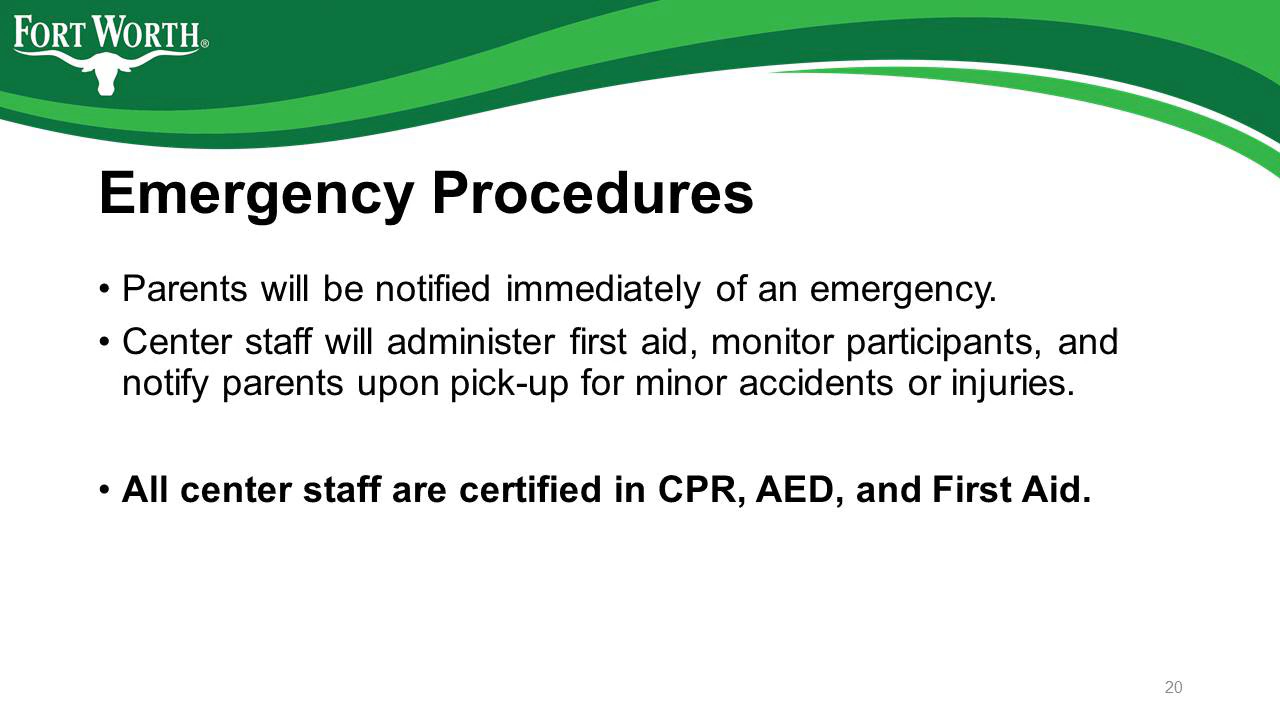 FORT WORTH®
Emergency Procedures
• Parents will be notified immediately of an emergency.
• Center staff will administer first aid, monitor participants, and
notify parents upon pick-up for minor accidents or injuries.
• All center staff are certified in CPR, AED, and First Aid.
20